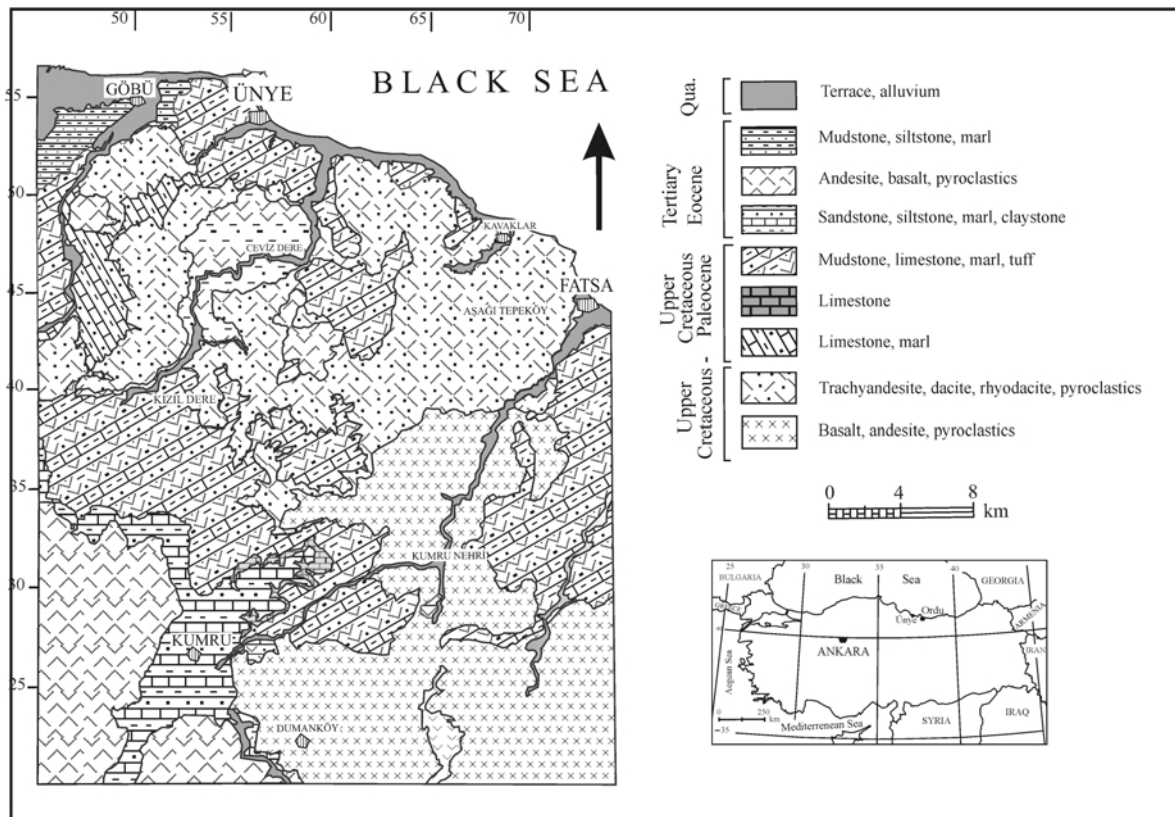 50 55 60 65 70
BLACK SEA
55
50
45
40
35
30
25
GÖBÜ
ÜNYE
KAVAKLAR
CEVİZ DERE
FATSA
AŞAĞI TEPEKÖY
KIZIL DERE
KUMRU NEHRİ
KUMRU
DUMANKÖY
Qua.
Terrace, alluvium
Tertiary
Eocene
Mudstone, siltstone, marl
Andesite, basalt, pyroclastics
Sandstone, siltstone, marl, claystone
Upper
Cretaceous
Paleocene
Mudstone, limestone, marl, tuff
Limestone
Limestone, marl
Upper
Cretaceous -
Trachyandesite, dacite, rhyodacite, pyroclastics
Basalt, andesite, pyroclastics
0 4 8
km
25 30 35 40
BULGARIA
Black Sea
GEORGIA
GREECE
Ordu
Ünye
ARMENIA
ANKARA
IRAN
Aegean Sea
0 250
km
Mediterranean Sea
SYRIA
IRAQ
35